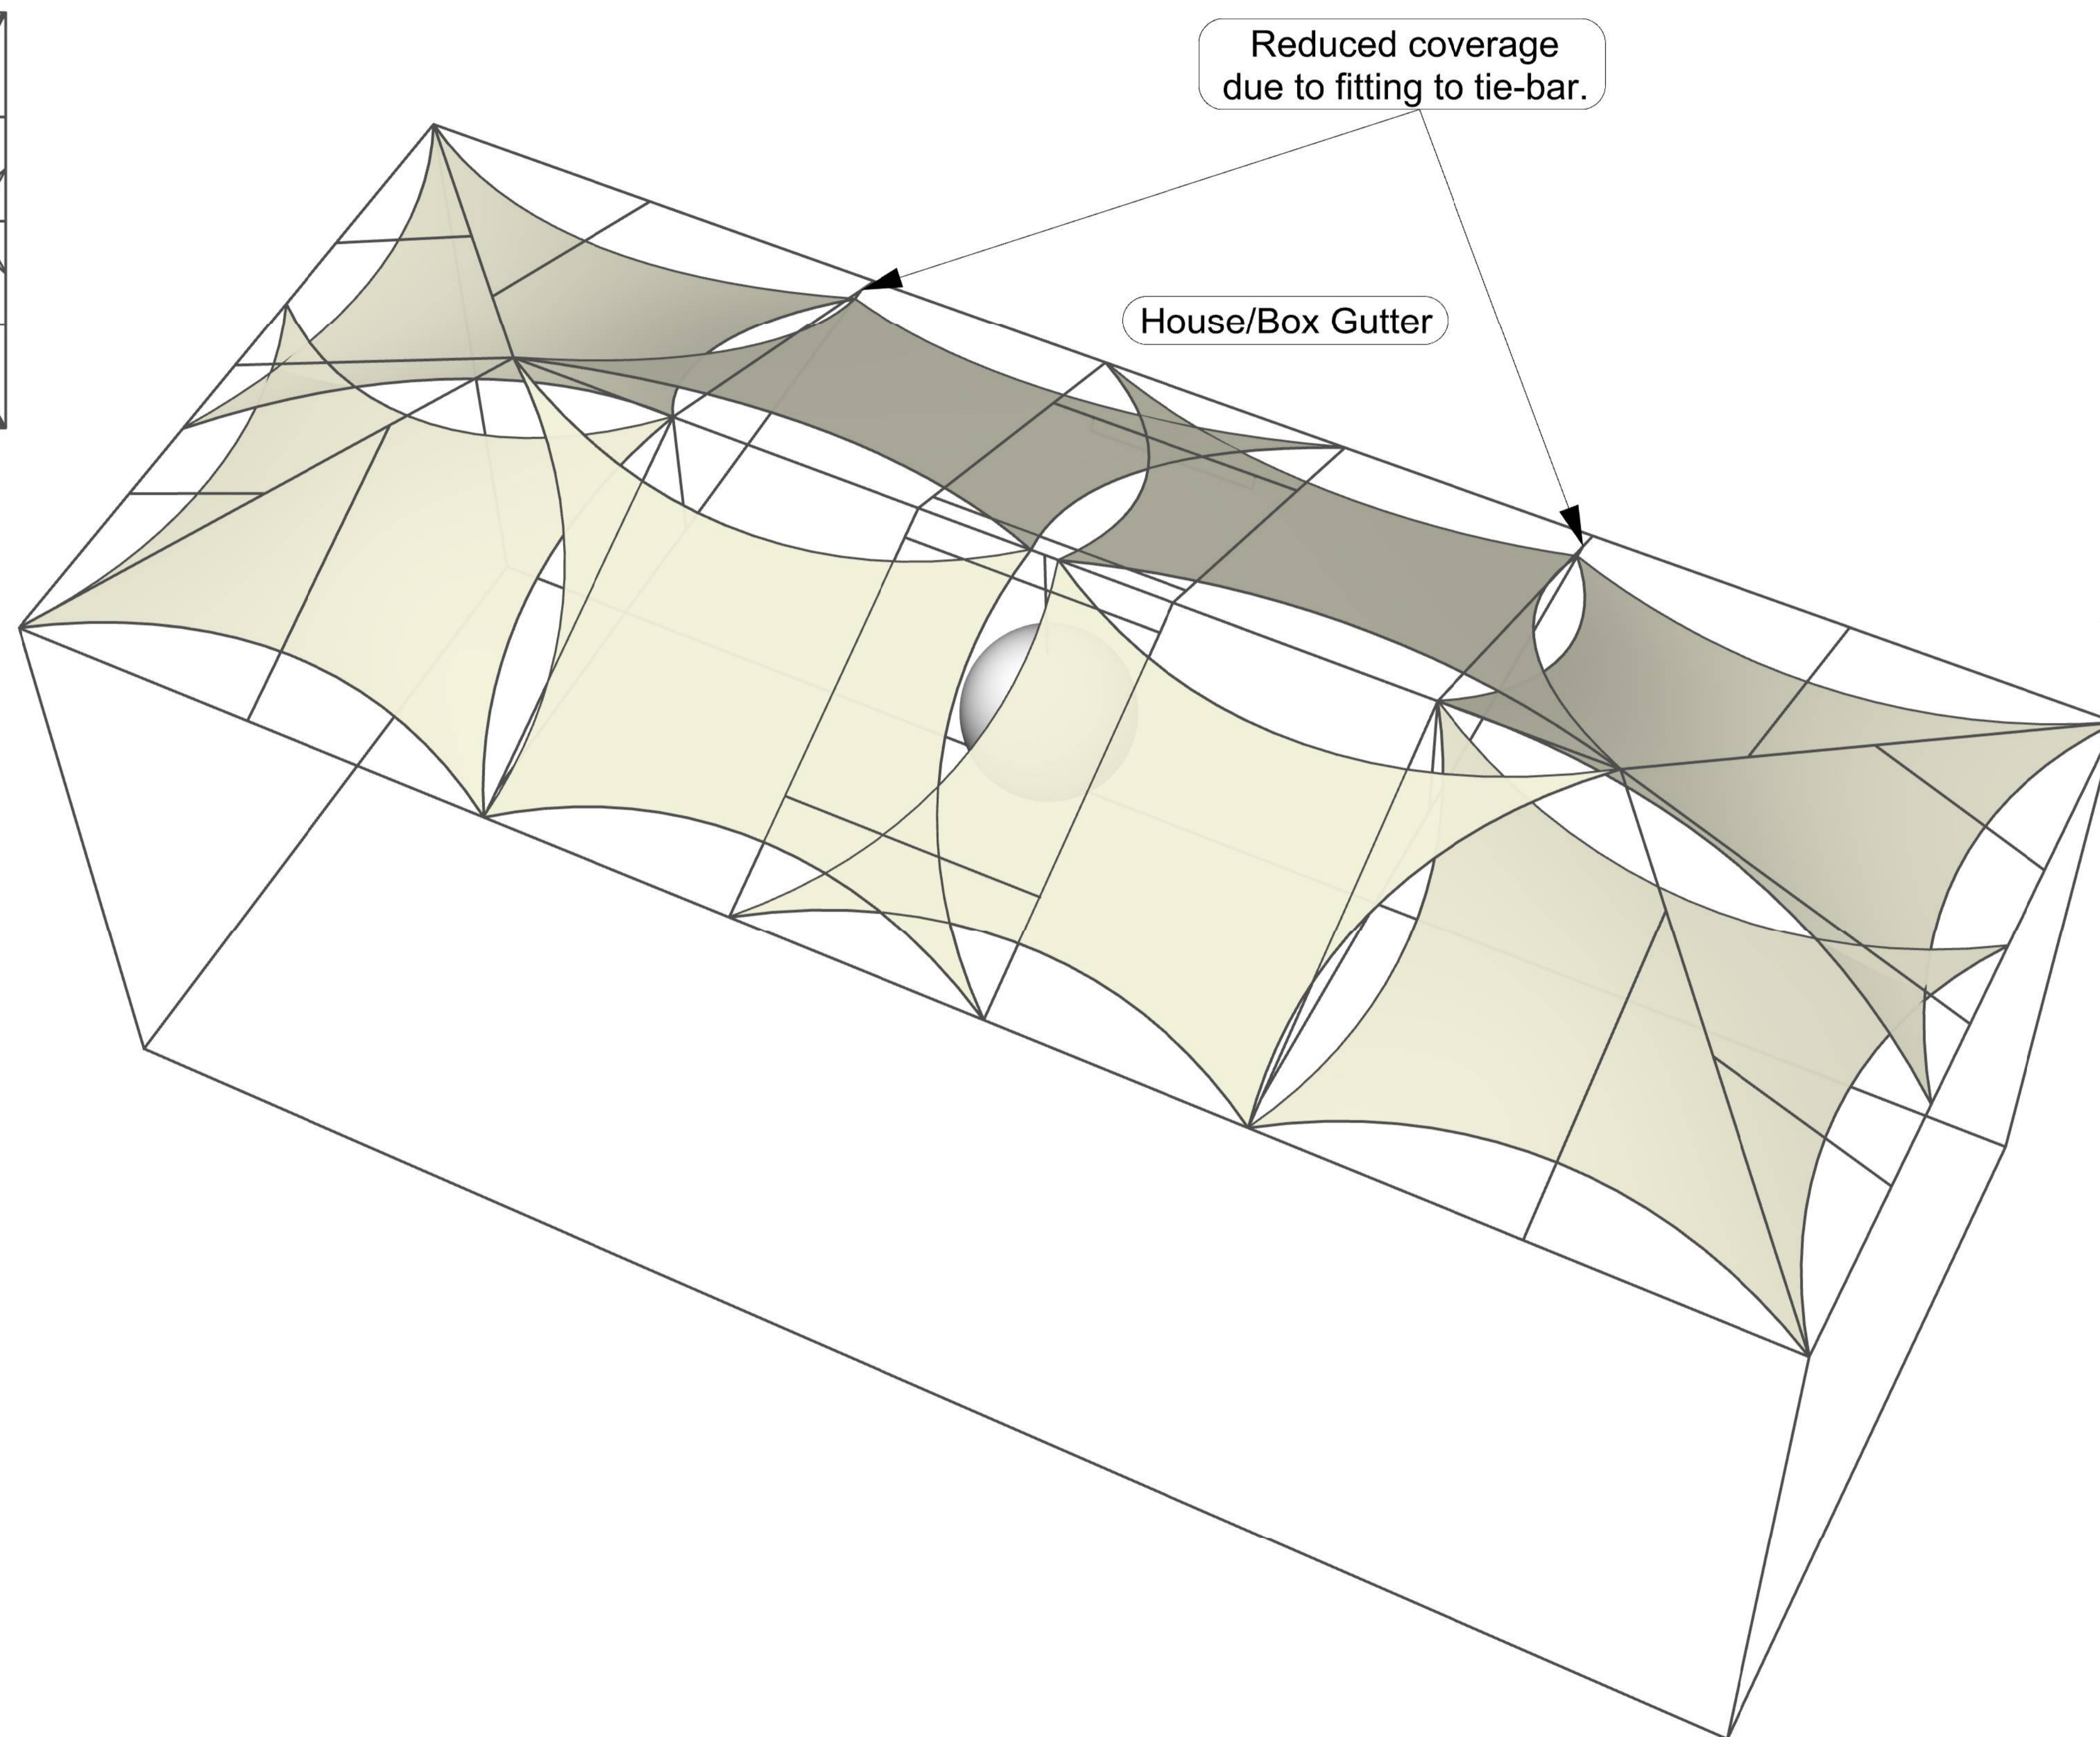 Reduced coverage
due to fitting to tie-bar.
House/Box Gutter